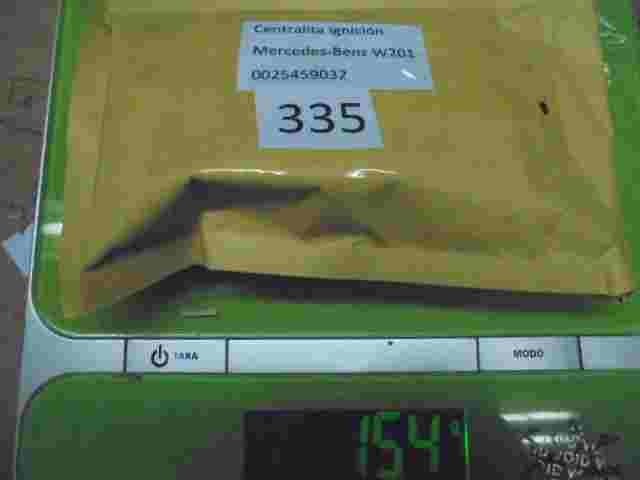 Centralita ignición
Mercedes-Benz W201
0025459032
335
TARA
MODO
154 g